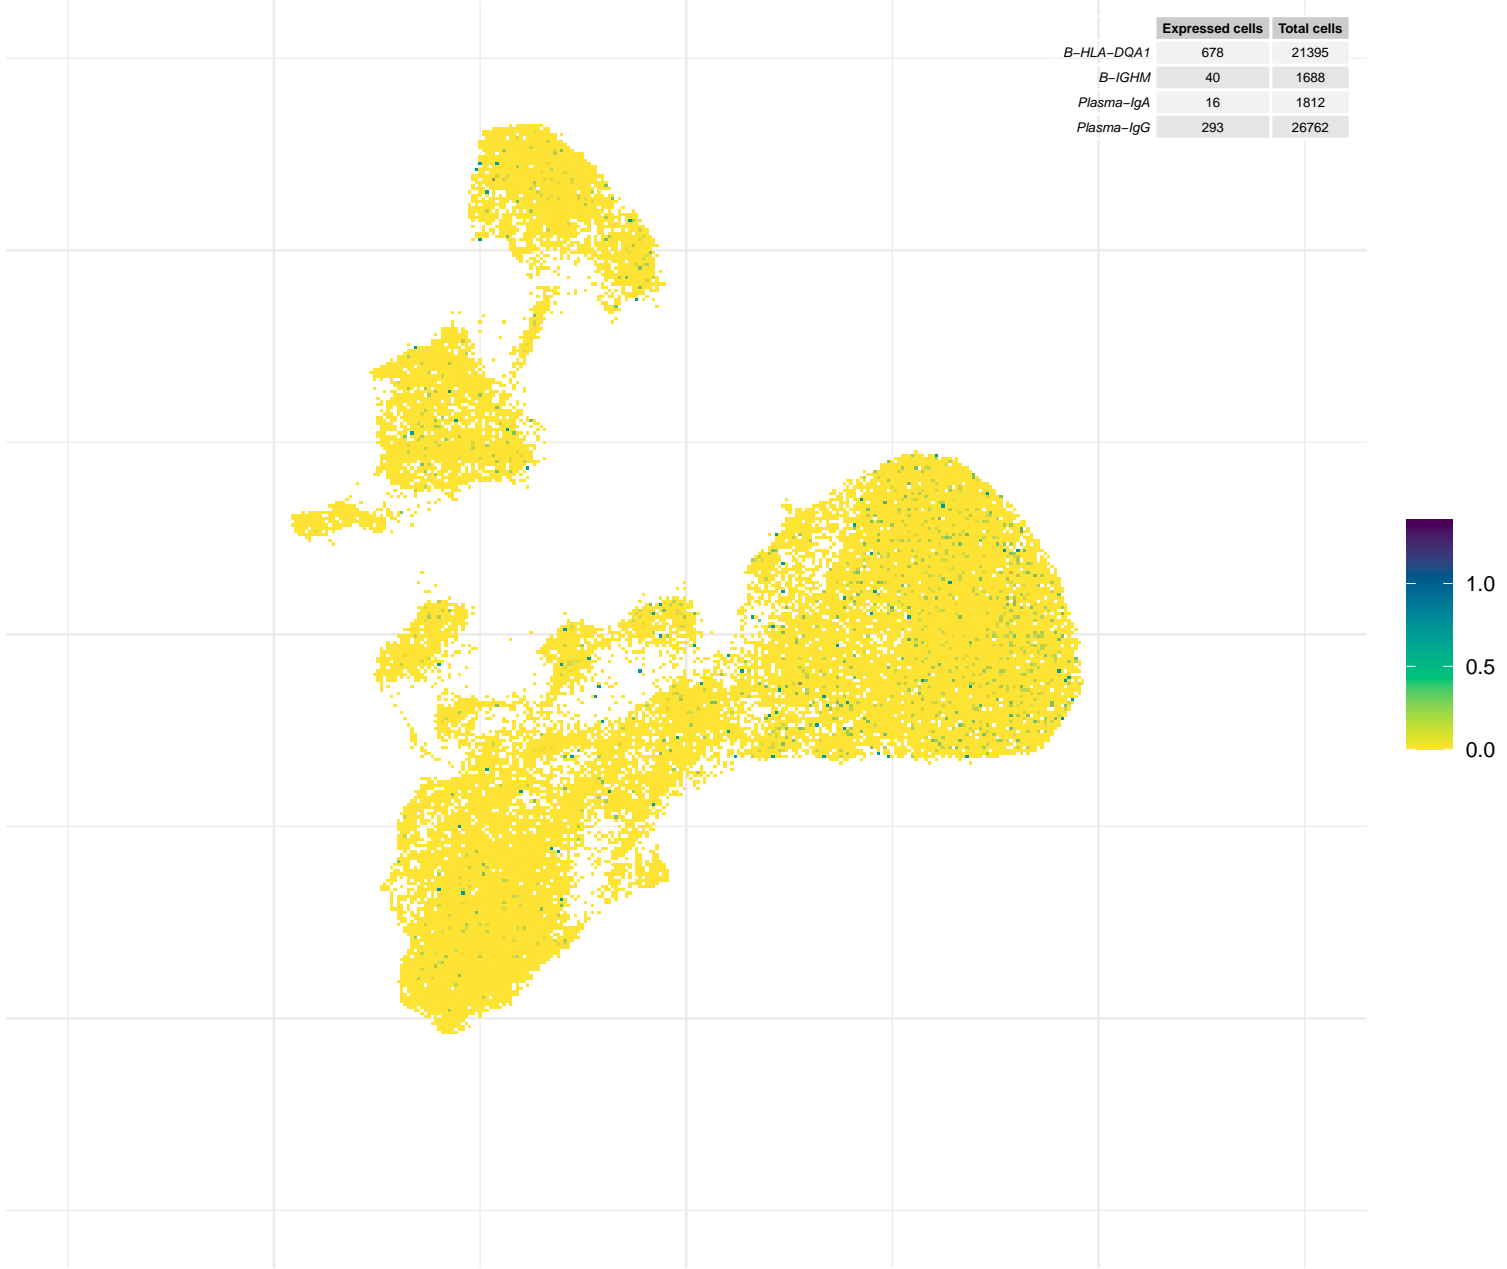 Expressed cells Total cells
B−HLA−DQA1 678 21395
B−IGHM 40 1688
Plasma−IgA 16 1812
Plasma−IgG 293 26762
1.0
0.5
0.0